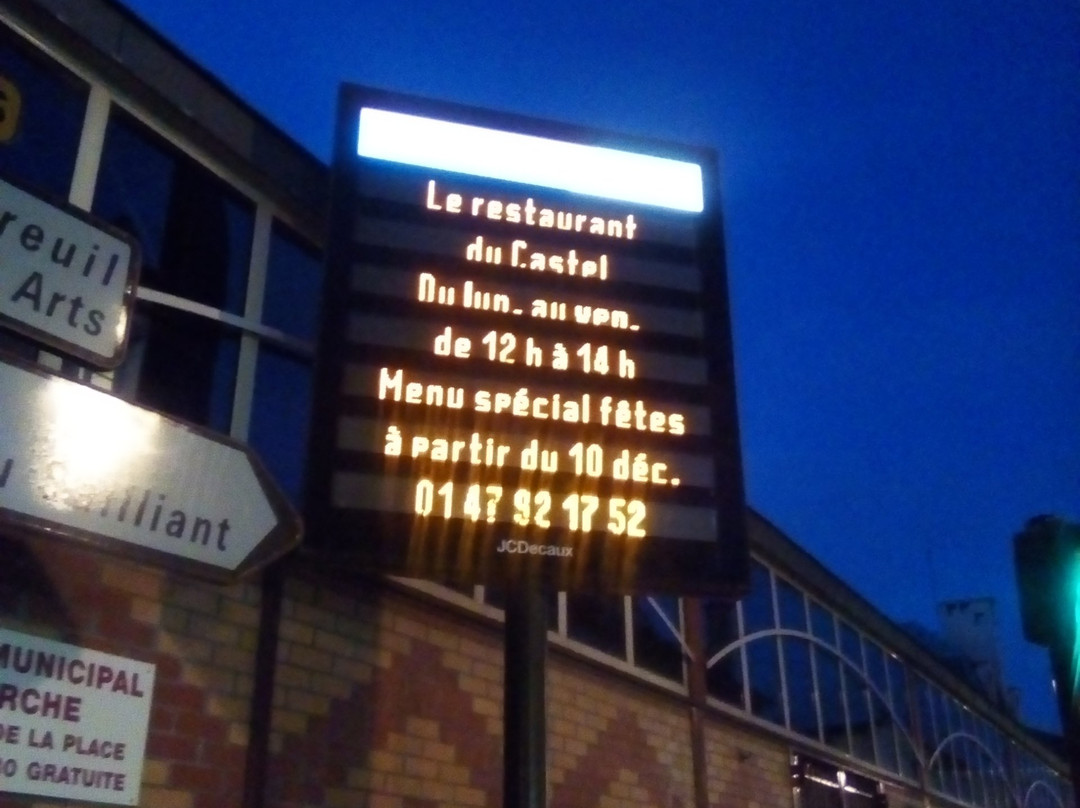 Le restaurant
du Castel
Du lun. au ven.
de 12 h à 14 h
Menu spécial fêtes
à partir du 10 déc.
01 47 92 17 52
JCDecaux
reuil
Arts
illiant
MUNICIPAL
RCHE
DE LA PLACE
GRATUITE